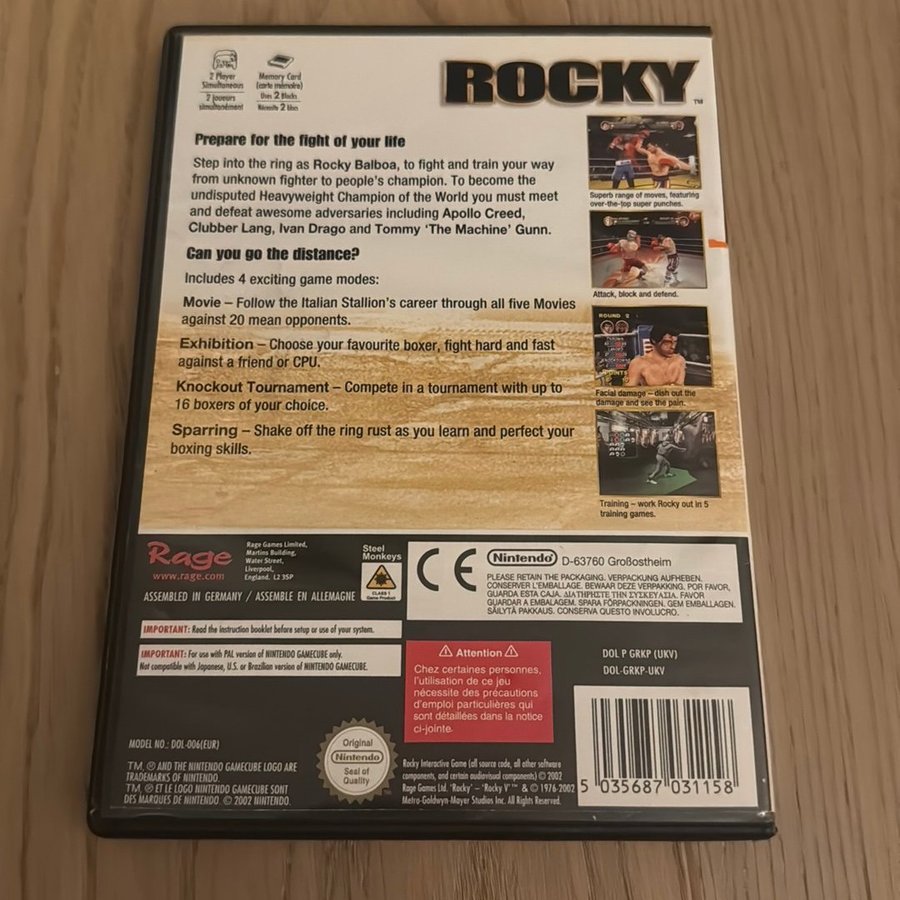 2 Player
Simultaneous
2 joueurs
simultanément
Memory Card
(carte mémoire)
Uses 2 Blocks
Nécessite 2 blocs
ROCKY™
Prepare for the fight of your life
Step into the ring as Rocky Balboa, to fight and train your way
from unknown fighter to people's champion. To become the
undisputed Heavyweight Champion of the World you must meet
and defeat awesome adversaries including Apollo Creed,
Clubber Lang, Ivan Drago and Tommy 'The Machine' Gunn.
Can you go the distance?
Includes 4 exciting game modes:
Movie – Follow the Italian Stallion's career through all five Movies
against 20 mean opponents.
Exhibition – Choose your favourite boxer, fight hard and fast
against a friend or CPU.
Knockout Tournament – Compete in a tournament with up to
16 boxers of your choice.
Sparring – Shake off the ring rust as you learn and perfect your
boxing skills.
Superb range of moves, featuring
over-the-top super punches.
Attack, block and defend.
ROUND 2
Facial damage – dish out the
damage and see the pain.
Training – work Rocky out in 5
training games.
Rage
www.rage.com
Rage Games Limited,
Martins Building,
Water Street,
Liverpool,
England. L2 3SP
Steel
Monkeys
CLASS 1
Game Product
ASSEMBLED IN GERMANY / ASSEMBLE EN ALLEMAGNE
CE
Nintendo® D-63760 Großostheim
PLEASE RETAIN THE PACKAGING. VERPACKUNG AUFHEBEN.
CONSERVER L'EMBALLAGE. BEWAAR DEZE VERPAKKING. POR FAVOR,
GUARDA ESTA CAJA. ΔΙΑΤΗΡΗΣΤΕ ΤΗΝ ΣΥΣΚΕΥΑΣΙΑ. FAVOR
GUARDAR A EMBALAGEM. SPARA FÖRPACKNINGEN. GEM EMBALLAGEN.
SÄILYTÄ PAKKAUS. CONSERVA QUESTO INVOLUCRO.
IMPORTANT: Read the instruction booklet before setup or use of your system.
IMPORTANT: For use with PAL version of NINTENDO GAMECUBE only.
Not compatible with Japanese, U.S. or Brazilian version of NINTENDO GAMECUBE.
⚠ Attention ⚠
Chez certaines personnes,
l'utilisation de ce jeu
nécessite des précautions
d'emploi particulières qui
sont détaillées dans la notice
ci-jointe.
DOL P GRKP (UKV)
DOL-GRKP-UKV
MODEL NO.: DOL-006(EUR)
TM, ® AND THE NINTENDO GAMECUBE LOGO ARE
TRADEMARKS OF NINTENDO.
TM, ® ET LE LOGO NINTENDO GAMECUBE SONT
DES MARQUES DE NINTENDO. © 2002 NINTENDO.
Original
Nintendo®
Seal of
Quality
Rocky Interactive Game (all source code, all other software
components, and certain audiovisual components) © 2002
Rage Games Ltd. 'Rocky' – 'Rocky V'™ & © 1976-2002
Metro-Goldwyn-Mayer Studios Inc. All Rights Reserved.
5 035687 031158